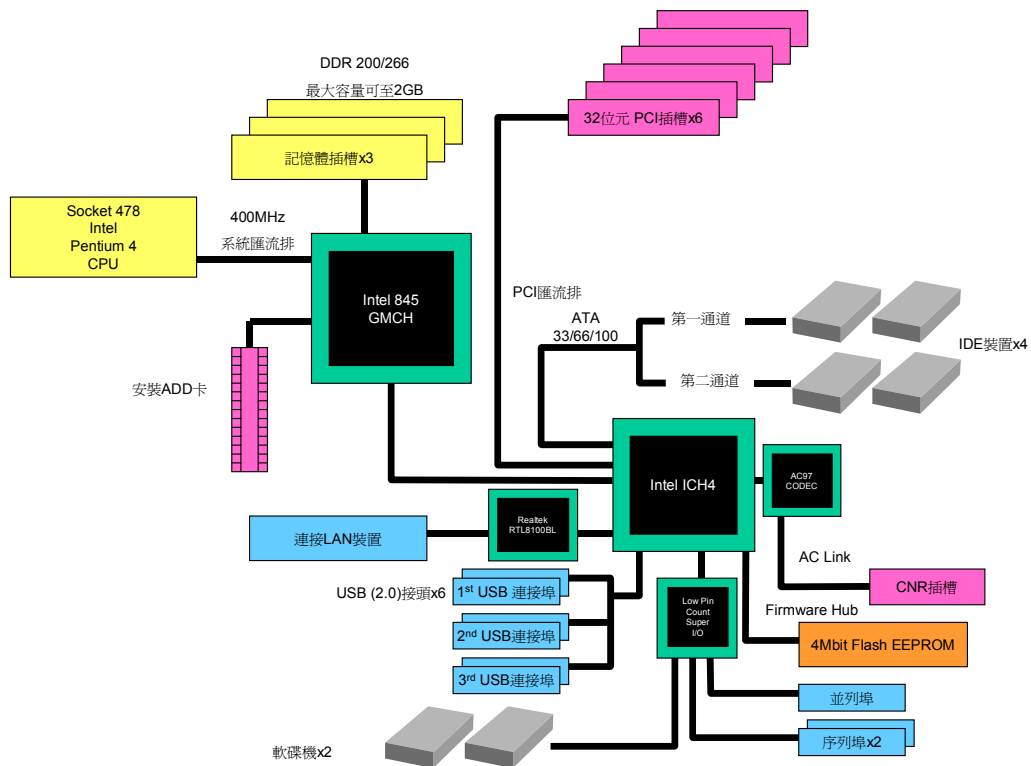 DDR 200/266
最大容量可至2GB
記憶體插槽x3
32位元 PCI插槽x6
Socket 478
Intel
Pentium 4
CPU
400MHz
系統匯流排
Intel 845
GMCH
安裝ADD卡
PCI匯流排
ATA
33/66/100
第一通道
第二通道
IDE裝置x4
Intel ICH4
AC97
CODEC
Realtek
RTL8100BL
連接LAN裝置
AC Link
CNR插槽
USB (2.0)接頭x6
1st USB 連接埠
2nd USB連接埠
3rd USB連接埠
Low Pin
Count
Super
I/O
Firmware Hub
4Mbit Flash EEPROM
並列埠
序列埠x2
軟碟機x2